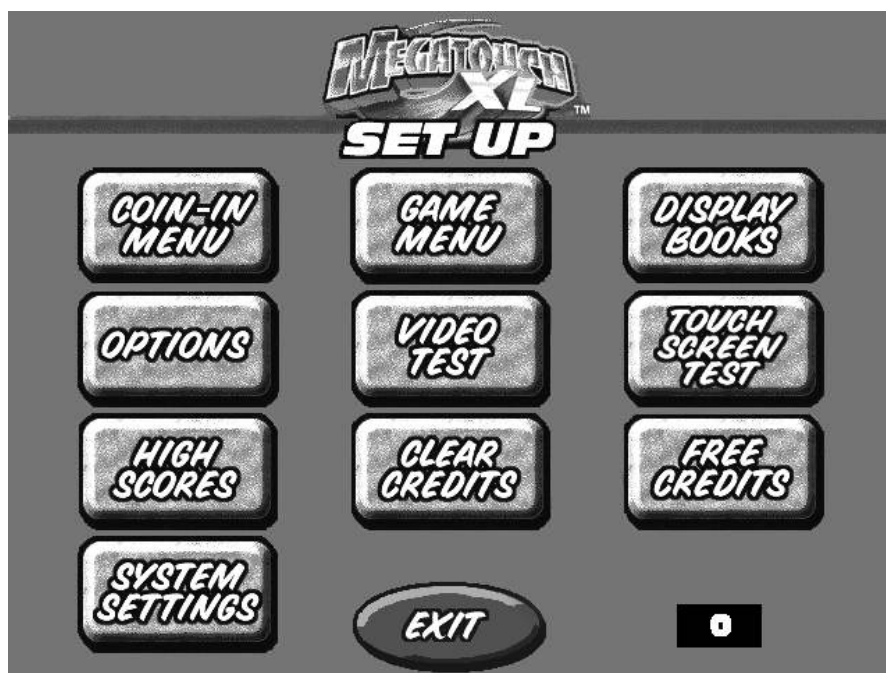 MEGATOUCH
XL ™
SET UP
COIN-IN
MENU
GAME
MENU
DISPLAY
BOOKS
OPTIONS
VIDEO
TEST
TOUCH
SCREEN
TEST
HIGH
SCORES
CLEAR
CREDITS
FREE
CREDITS
SYSTEM
SETTINGS
EXIT
0